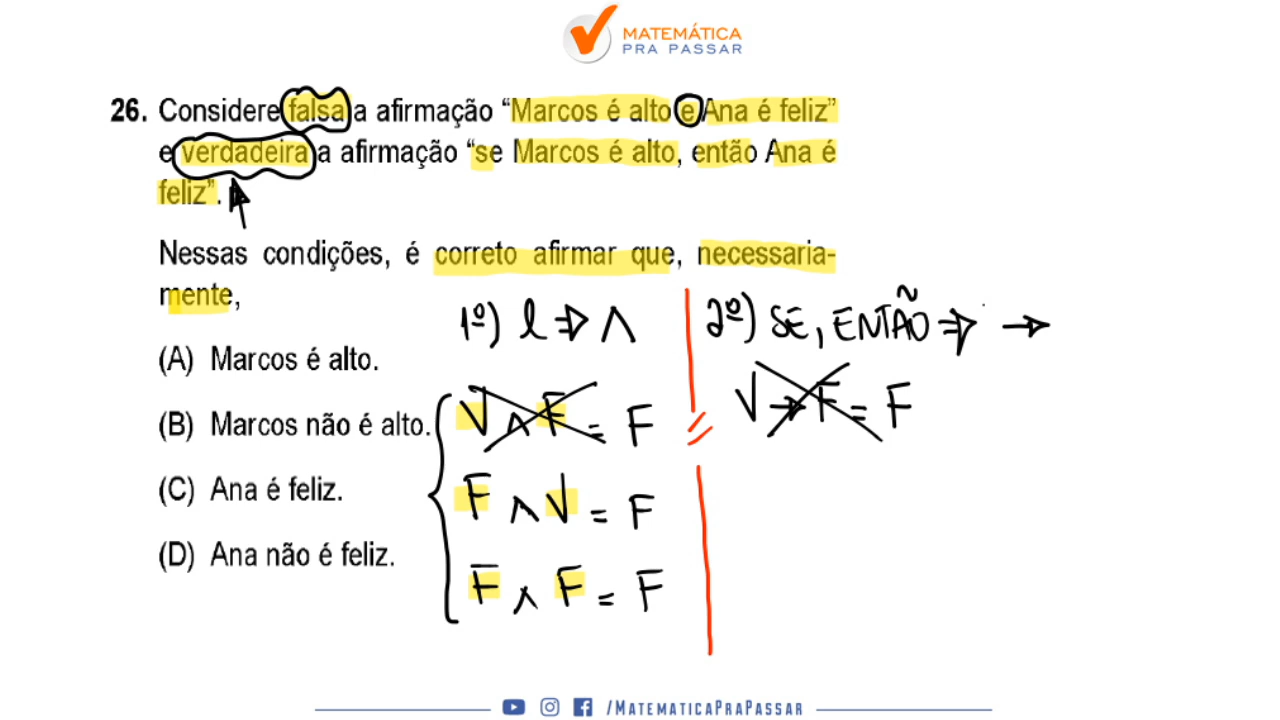 MATEMÁTICA
PRA PASSAR
26. Considere falsa a afirmação “Marcos é alto e Ana é feliz”
e verdadeira a afirmação “se Marcos é alto, então Ana é
feliz”.
Nessas condições, é correto afirmar que, necessaria-
mente,
(A) Marcos é alto.
(B) Marcos não é alto.
(C) Ana é feliz.
(D) Ana não é feliz.
1º) e ⇒ ∧
V ∧ F = F
F ∧ V = F
F ∧ F = F
2º) SE, ENTÃO ⇒ →
V → F = F
/MATEMATICAPRAPASSAR